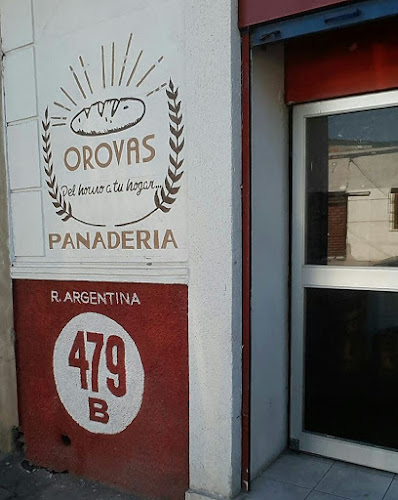 OROVAS
Del horno a tu hogar...
PANADERIA
R. ARGENTINA
479
B